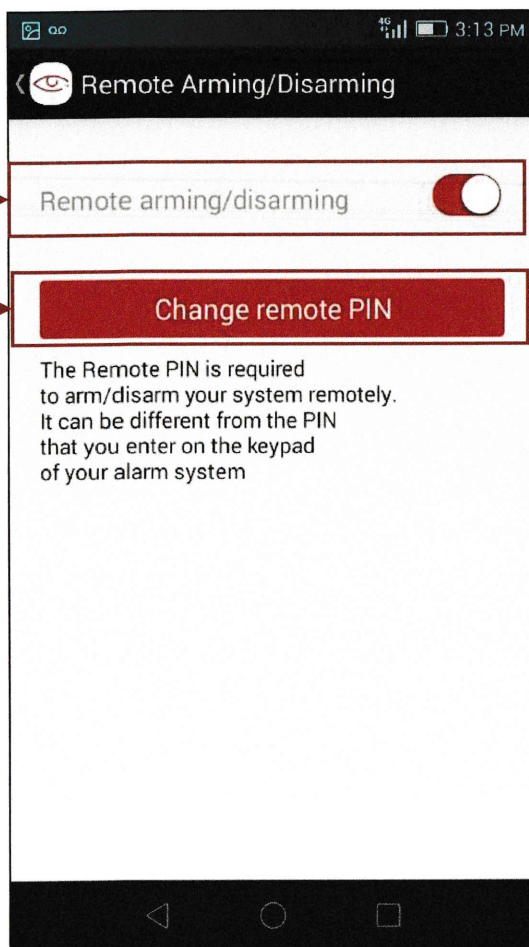 4G 3:13 PM
Remote Arming/Disarming
Remote arming/disarming
Change remote PIN
The Remote PIN is required
to arm/disarm your system remotely.
It can be different from the PIN
that you enter on the keypad
of your alarm system